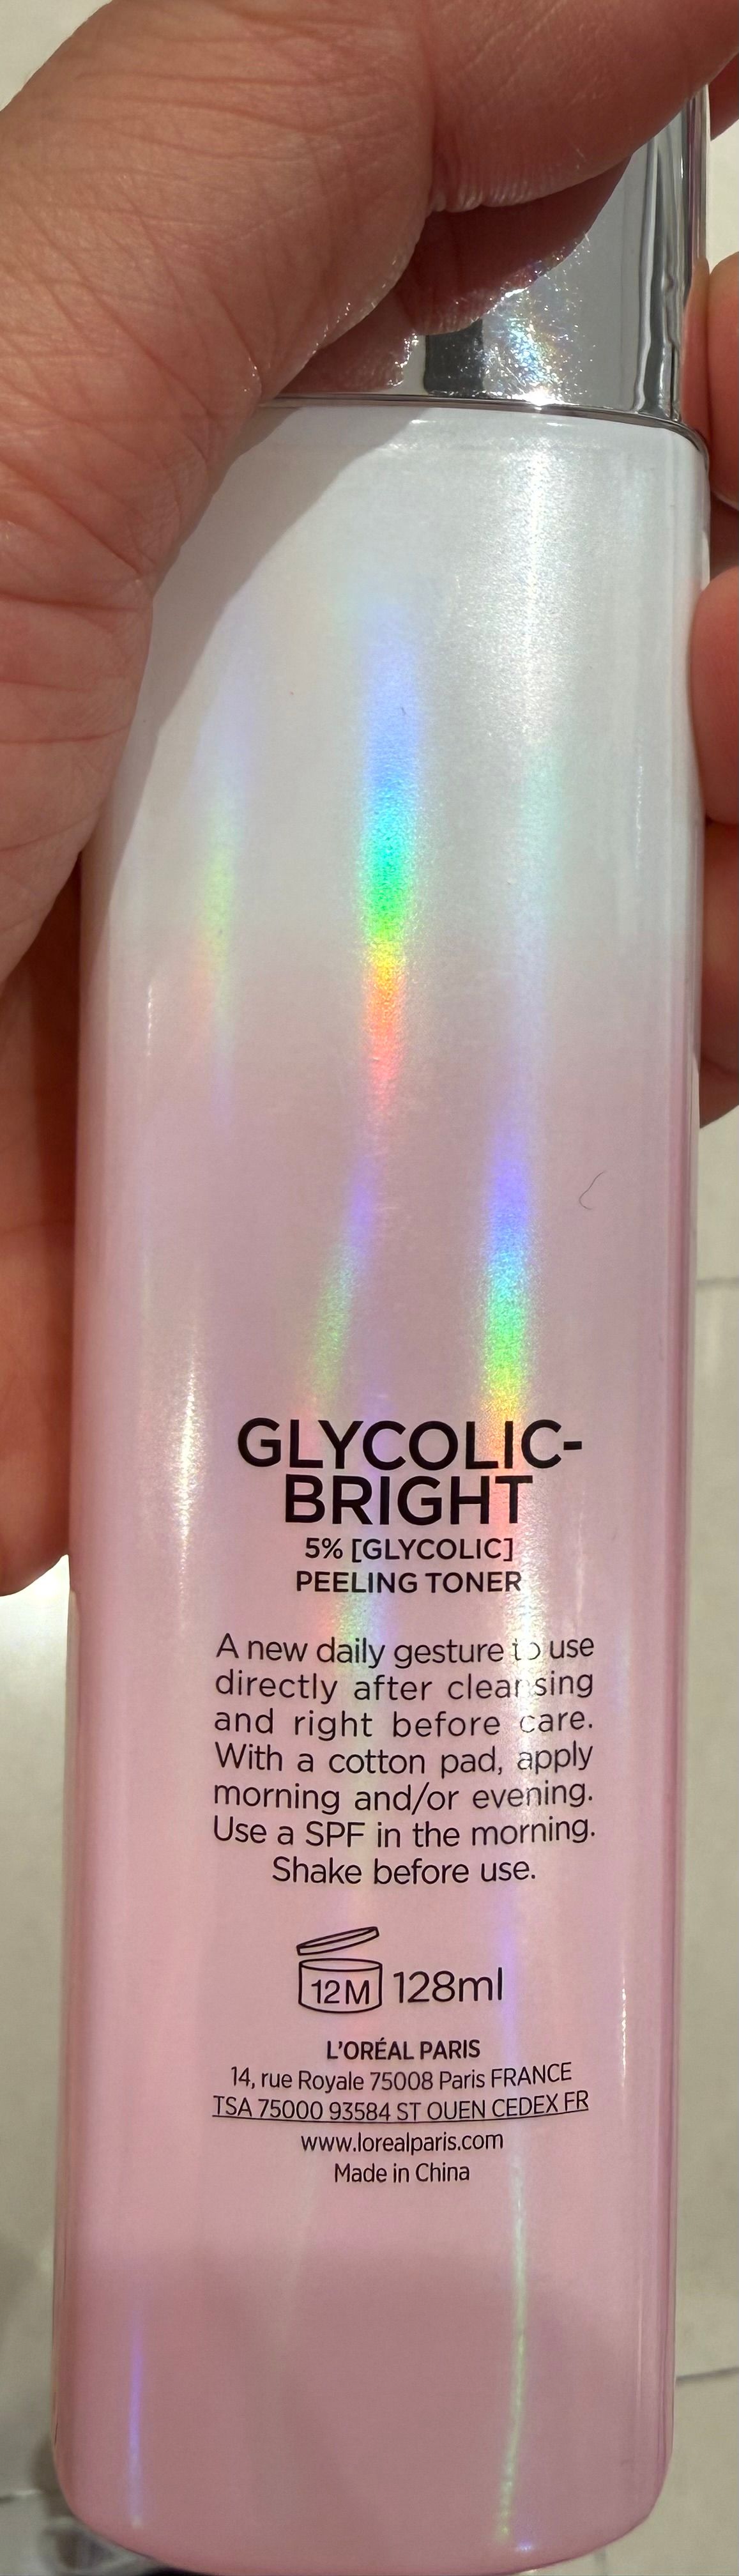 GLYCOLIC-
BRIGHT
5% [GLYCOLIC]
PEELING TONER
A new daily gesture to use
directly after cleansing
and right before care.
With a cotton pad, apply
morning and/or evening.
Use a SPF in the morning.
Shake before use.
12M 128ml
L'ORÉAL PARIS
14, rue Royale 75008 Paris FRANCE
TSA 75000 93584 ST OUEN CEDEX FR
www.lorealparis.com
Made in China